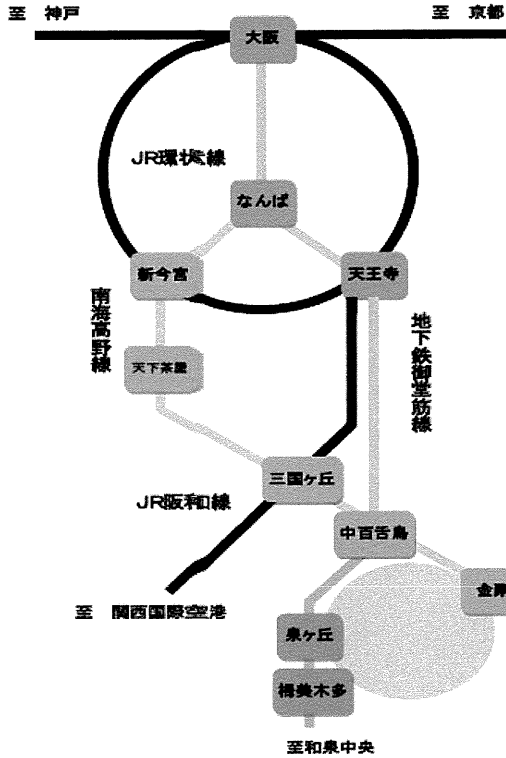 至 神戸
至 京都
大阪
JR環状線
なんば
新今宮
天王寺
南海高野線
地下鉄御堂筋線
天下茶屋
三国ヶ丘
JR阪和線
中百舌鳥
金剛
至 関西国際空港
泉ヶ丘
栂美木多
至和泉中央